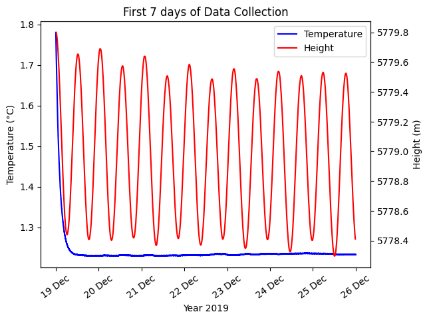 First 7 days of Data Collection
Temperature
Height
Temperature (°C)
1.8
1.7
1.6
1.5
1.4
1.3
5779.8
5779.6
5779.4
5779.2
5779.0
5778.8
5778.6
5778.4
Height (m)
19 Dec
20 Dec
21 Dec
22 Dec
23 Dec
24 Dec
25 Dec
26 Dec
Year 2019